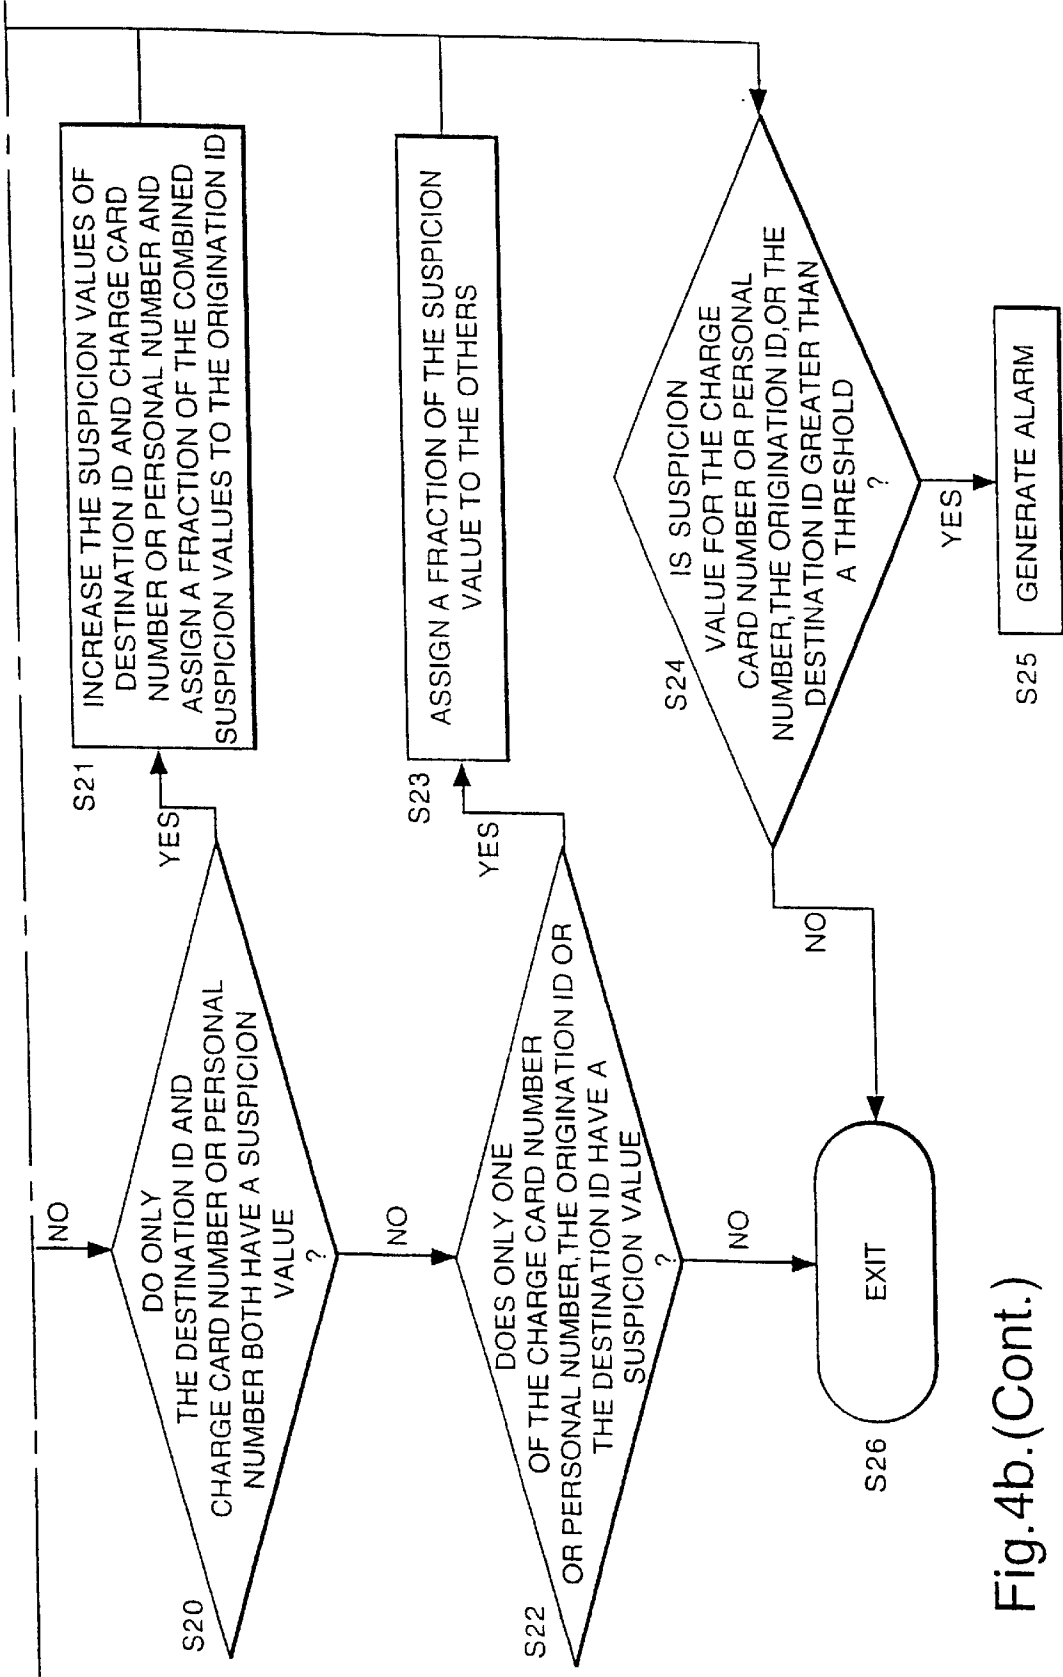 NO
S20
DO ONLY
THE DESTINATION ID AND
CHARGE CARD NUMBER OR PERSONAL
NUMBER BOTH HAVE A SUSPICION
VALUE
?
YES
S21
INCREASE THE SUSPICION VALUES OF
DESTINATION ID AND CHARGE CARD
NUMBER OR PERSONAL NUMBER AND
ASSIGN A FRACTION OF THE COMBINED
SUSPICION VALUES TO THE ORIGINATION ID
NO
S22
DOES ONLY ONE
OF THE CHARGE CARD NUMBER
OR PERSONAL NUMBER,THE ORIGINATION ID OR
THE DESTINATION ID HAVE A
SUSPICION VALUE
?
YES
S23
ASSIGN A FRACTION OF THE SUSPICION
VALUE TO THE OTHERS
NO
S24
IS SUSPICION
VALUE FOR THE CHARGE
CARD NUMBER OR PERSONAL
NUMBER,THE ORIGINATION ID,OR THE
DESTINATION ID GREATER THAN
A THRESHOLD
?
NO
YES
S26
EXIT
S25
GENERATE ALARM
Fig.4b.(Cont.)